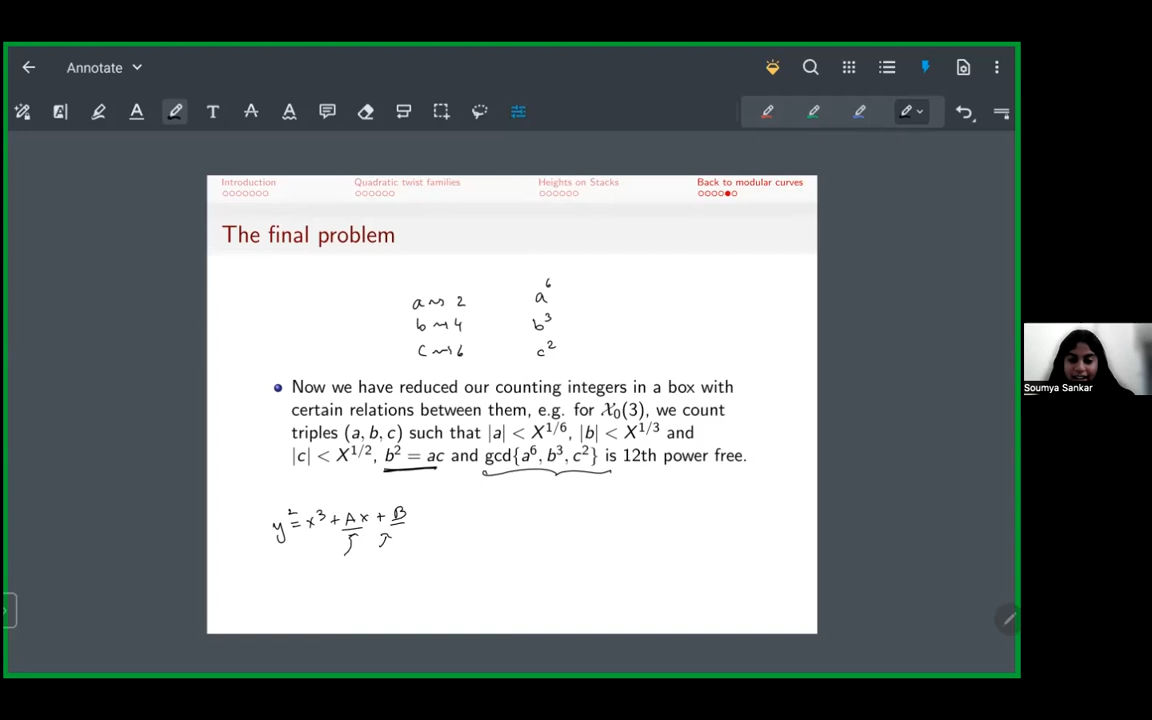 Annotate
Introduction Quadratic twist families Heights on Stacks Back to modular curves
The final problem
a ~> 2 a^6
b ~> 4 b^3
c ~> 6 c^2
Now we have reduced our counting integers in a box with
certain relations between them, e.g. for 𝒳₀(3), we count
triples (a, b, c) such that |a| < X^{1/6}, |b| < X^{1/3} and
|c| < X^{1/2}, b² = ac and gcd{a⁶, b³, c²} is 12th power free.
y² = x³ + Ax + B
Soumya Sankar